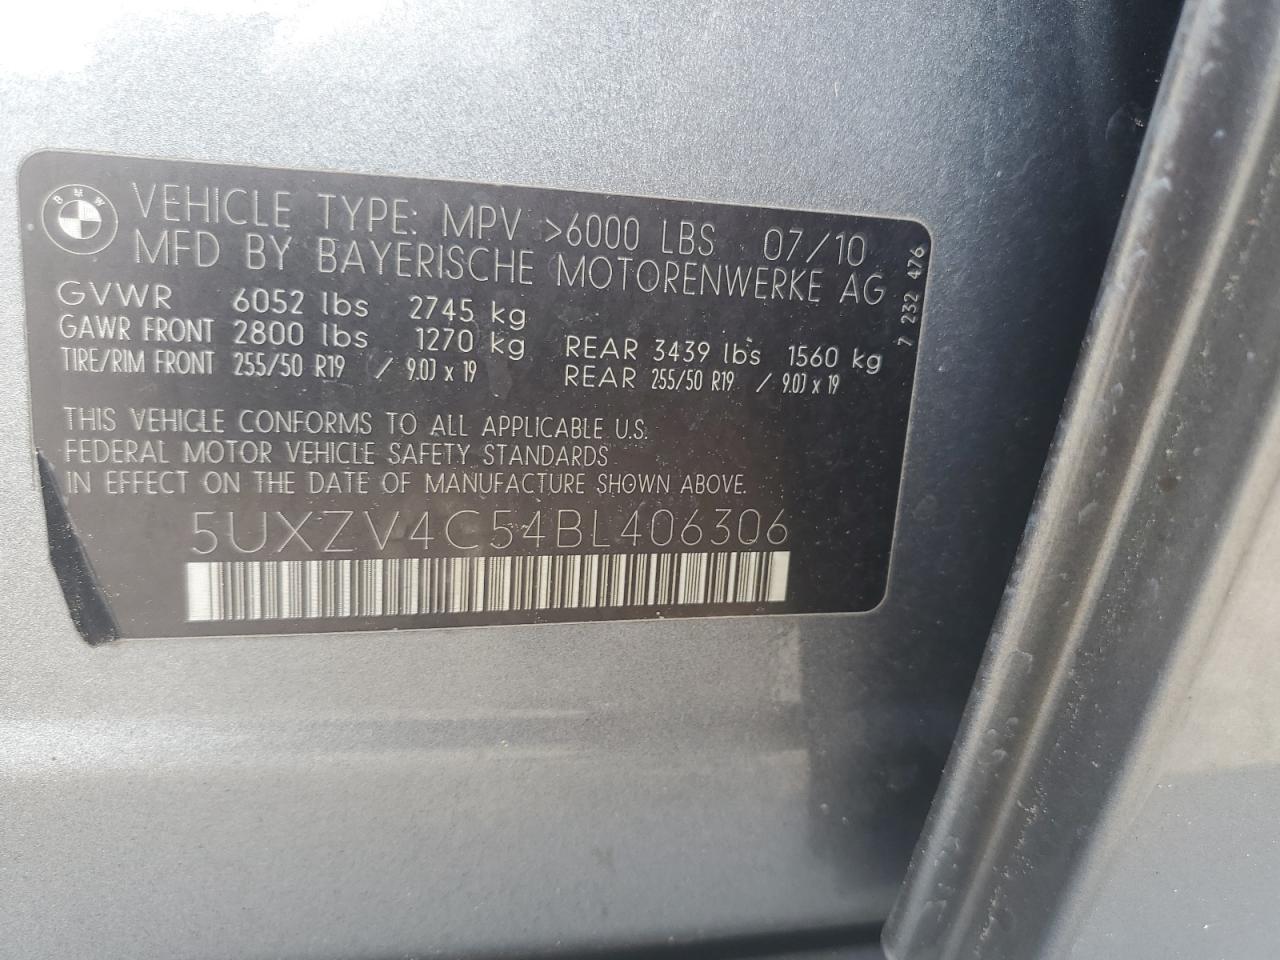 BMW
VEHICLE TYPE: MPV >6000 LBS 07/10
MFD BY BAYERISCHE MOTORENWERKE AG
GVWR 6052 lbs 2745 kg
GAWR FRONT 2800 lbs 1270 kg REAR 3439 lbs 1560 kg
TIRE/RIM FRONT 255/50 R19 / 9.0J x 19 REAR 255/50 R19 / 9.0J x 19
THIS VEHICLE CONFORMS TO ALL APPLICABLE U.S.
FEDERAL MOTOR VEHICLE SAFETY STANDARDS
IN EFFECT ON THE DATE OF MANUFACTURE SHOWN ABOVE.
5UXZV4C54BL406306
7 232 476